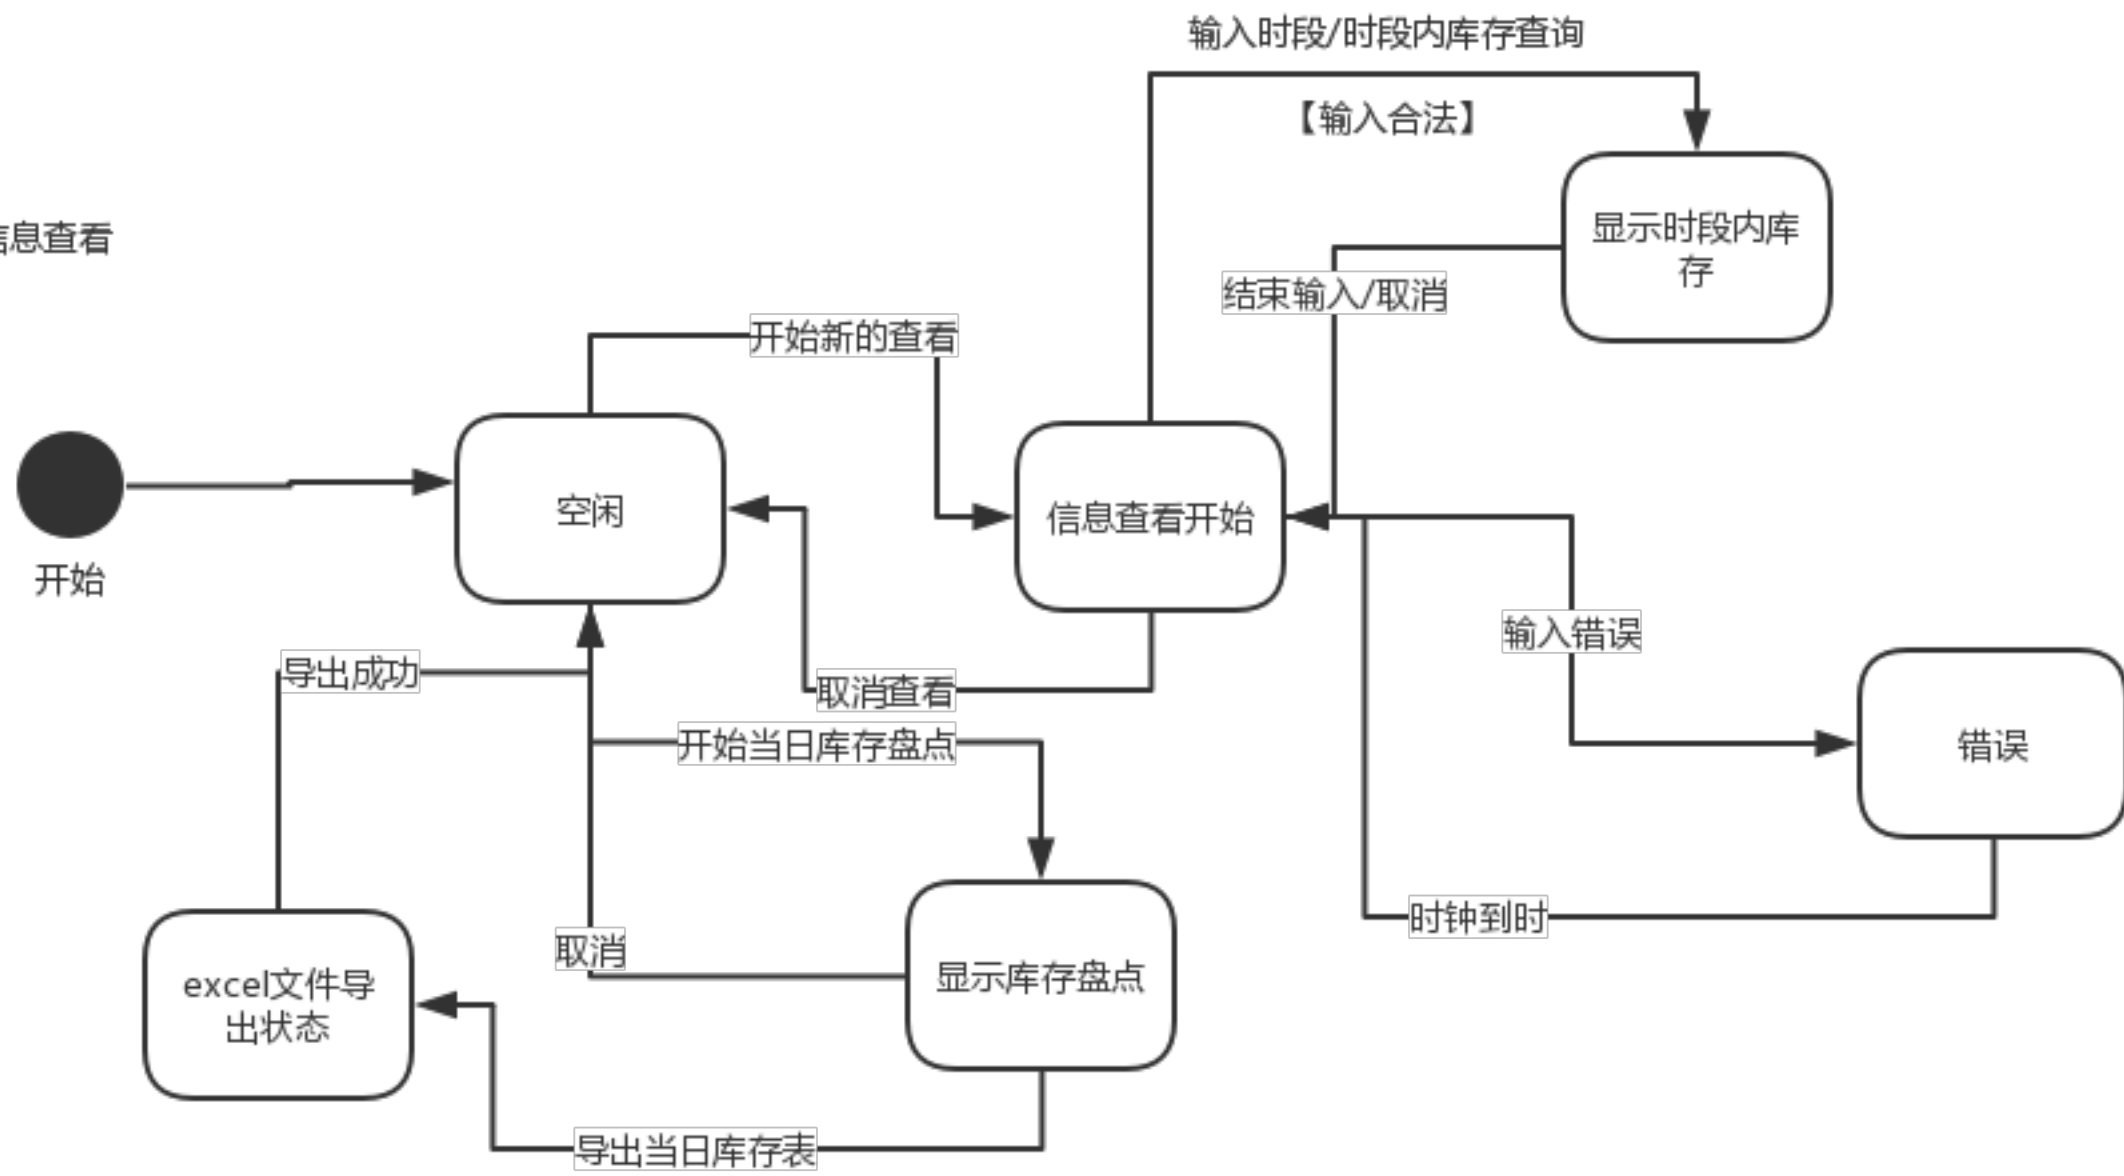 输入时段/时段内库存查询
【输入合法】
显示时段内库
存
信息查看
结束输入/取消
开始新的查看
空闲
信息查看开始
开始
输入错误
导出成功
取消查看
开始当日库存盘点
错误
时钟到时
取消
显示库存盘点
excel文件导
出状态
导出当日库存表